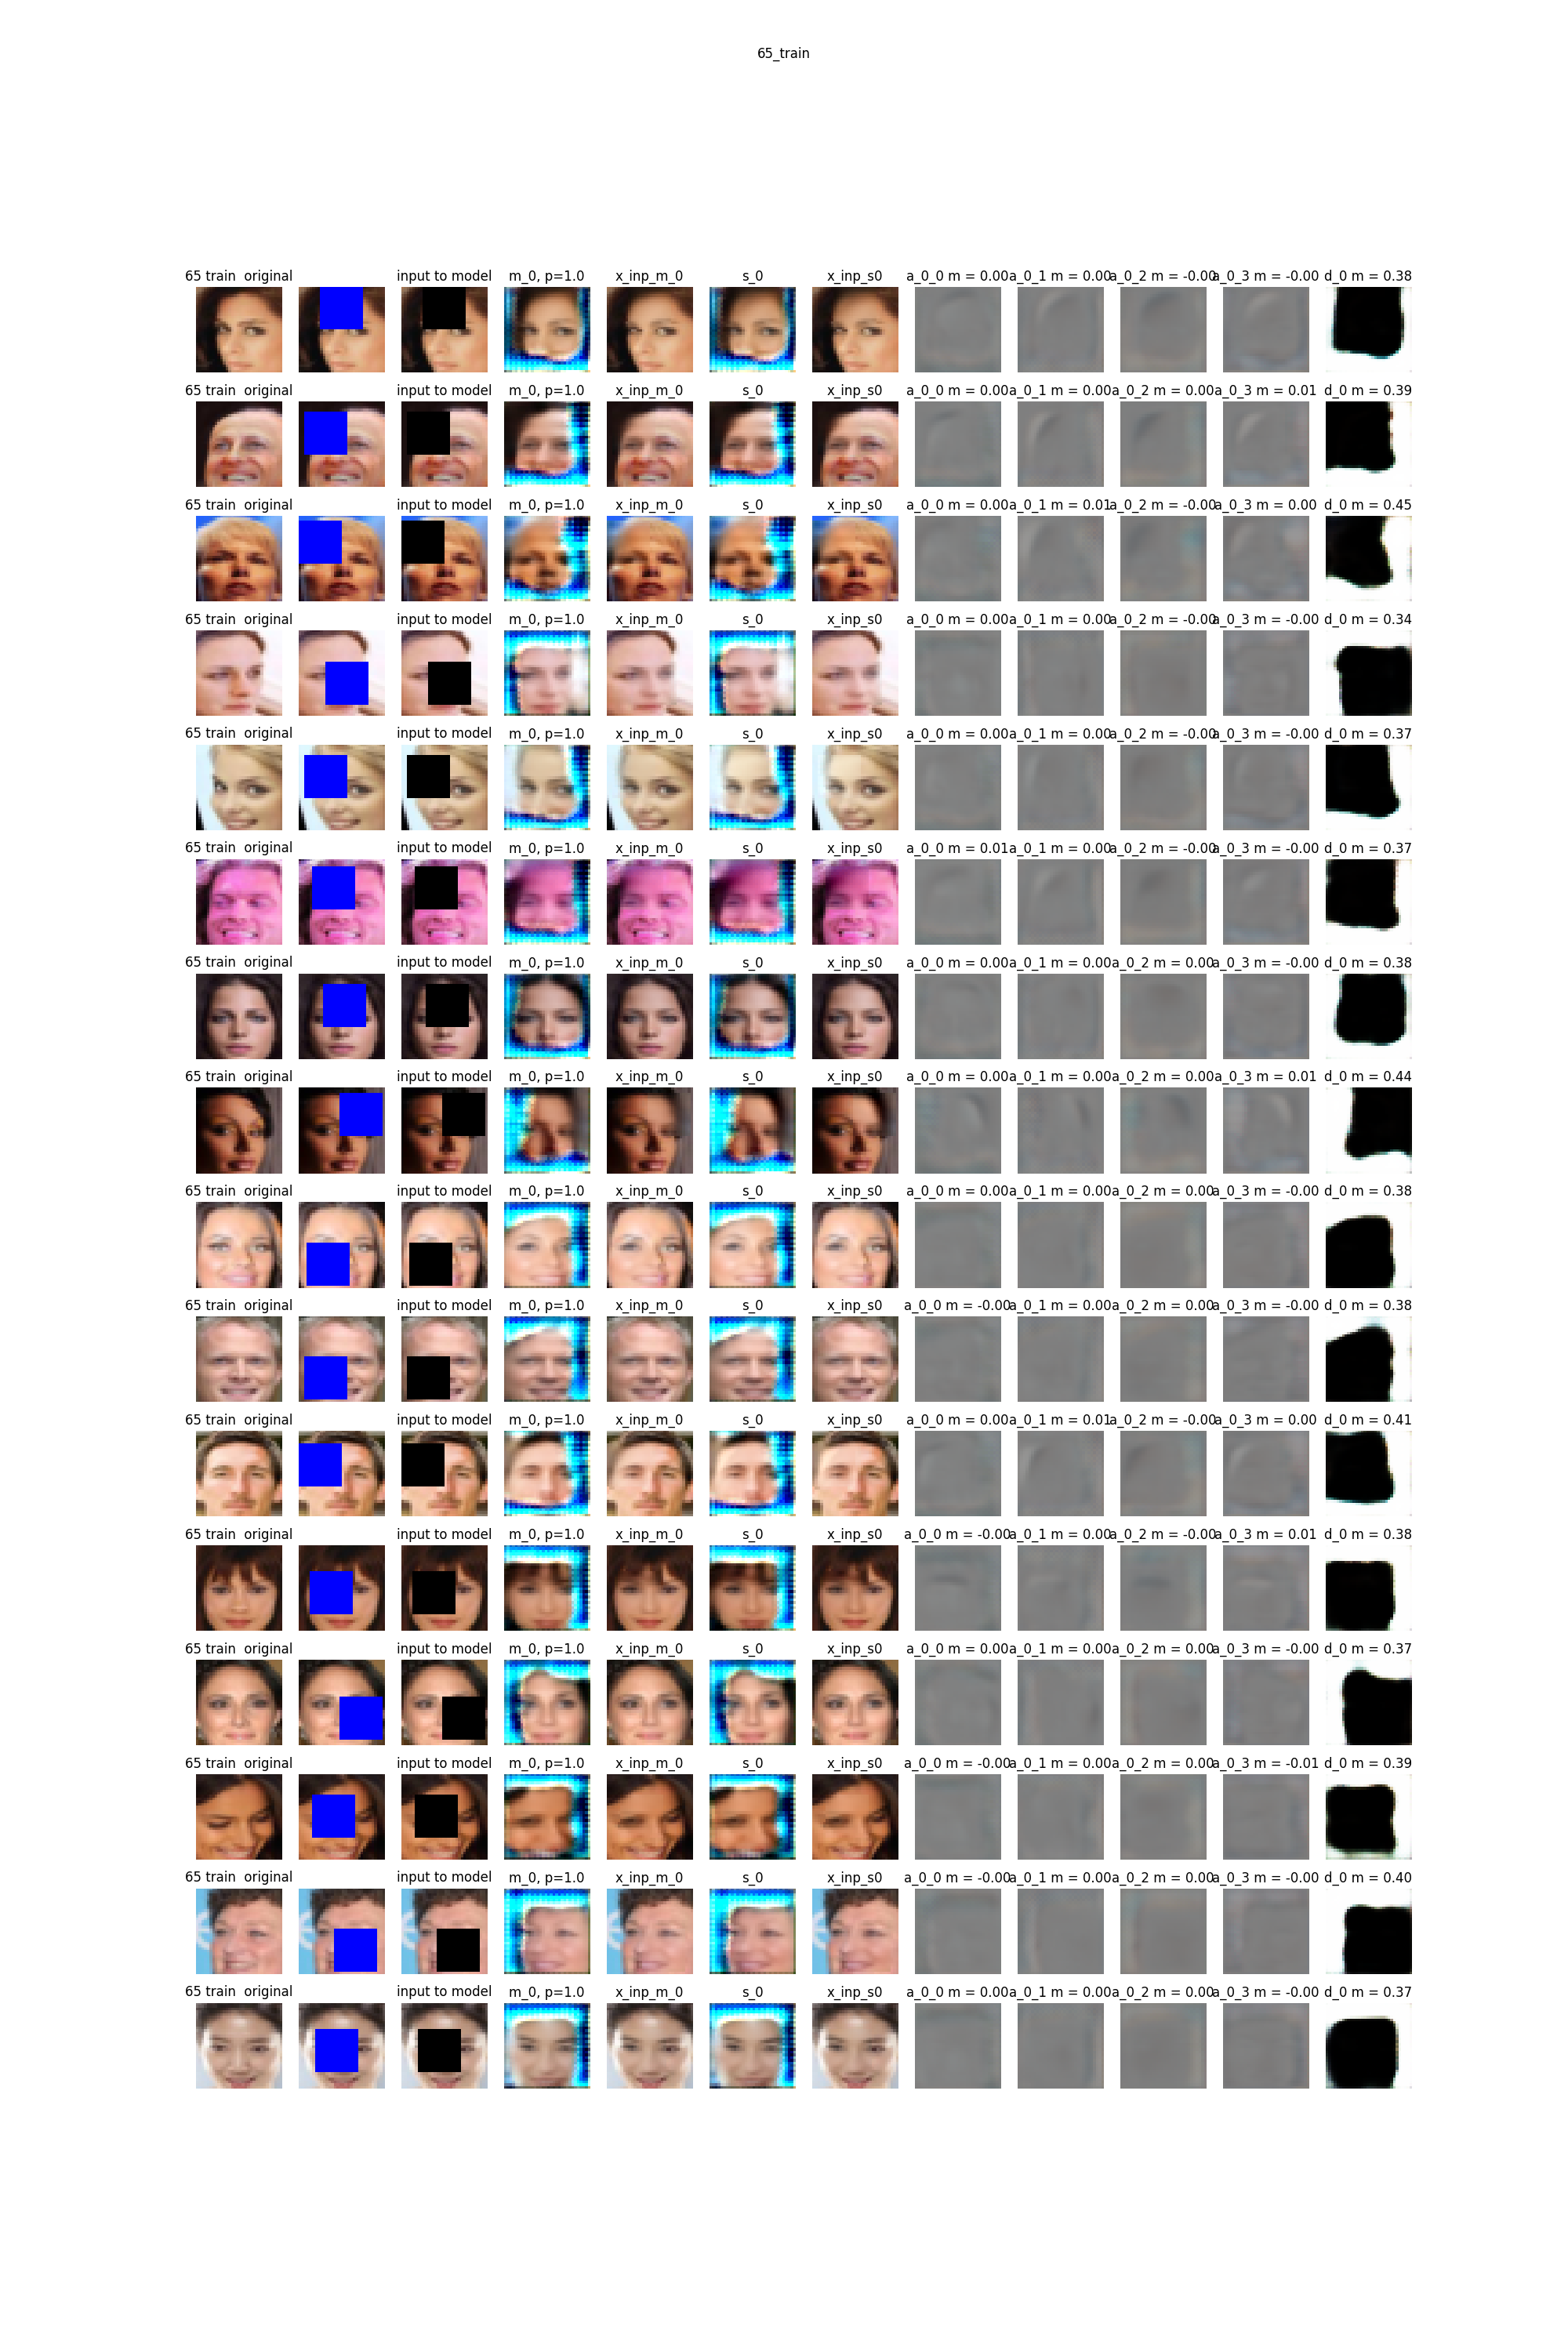 65_train
65 train  original input to model m_0, p=1.0 x_inp_m_0 s_0 x_inp_s0 a_0_0 m = 0.00 a_0_1 m = 0.00 a_0_2 m = -0.00 a_0_3 m = -0.00 d_0 m = 0.38
65 train  original input to model m_0, p=1.0 x_inp_m_0 s_0 x_inp_s0 a_0_0 m = 0.00 a_0_1 m = 0.00 a_0_2 m = 0.00 a_0_3 m = 0.01 d_0 m = 0.39
65 train  original input to model m_0, p=1.0 x_inp_m_0 s_0 x_inp_s0 a_0_0 m = 0.00 a_0_1 m = 0.01 a_0_2 m = -0.00 a_0_3 m = 0.00 d_0 m = 0.45
65 train  original input to model m_0, p=1.0 x_inp_m_0 s_0 x_inp_s0 a_0_0 m = 0.00 a_0_1 m = 0.00 a_0_2 m = -0.00 a_0_3 m = -0.00 d_0 m = 0.34
65 train  original input to model m_0, p=1.0 x_inp_m_0 s_0 x_inp_s0 a_0_0 m = 0.00 a_0_1 m = 0.00 a_0_2 m = -0.00 a_0_3 m = -0.00 d_0 m = 0.37
65 train  original input to model m_0, p=1.0 x_inp_m_0 s_0 x_inp_s0 a_0_0 m = 0.01 a_0_1 m = 0.00 a_0_2 m = -0.00 a_0_3 m = -0.00 d_0 m = 0.37
65 train  original input to model m_0, p=1.0 x_inp_m_0 s_0 x_inp_s0 a_0_0 m = 0.00 a_0_1 m = 0.00 a_0_2 m = 0.00 a_0_3 m = -0.00 d_0 m = 0.38
65 train  original input to model m_0, p=1.0 x_inp_m_0 s_0 x_inp_s0 a_0_0 m = 0.00 a_0_1 m = 0.00 a_0_2 m = 0.00 a_0_3 m = 0.01 d_0 m = 0.44
65 train  original input to model m_0, p=1.0 x_inp_m_0 s_0 x_inp_s0 a_0_0 m = 0.00 a_0_1 m = 0.00 a_0_2 m = 0.00 a_0_3 m = -0.00 d_0 m = 0.38
65 train  original input to model m_0, p=1.0 x_inp_m_0 s_0 x_inp_s0 a_0_0 m = -0.00 a_0_1 m = 0.00 a_0_2 m = 0.00 a_0_3 m = -0.00 d_0 m = 0.38
65 train  original input to model m_0, p=1.0 x_inp_m_0 s_0 x_inp_s0 a_0_0 m = 0.00 a_0_1 m = 0.01 a_0_2 m = -0.00 a_0_3 m = 0.00 d_0 m = 0.41
65 train  original input to model m_0, p=1.0 x_inp_m_0 s_0 x_inp_s0 a_0_0 m = -0.00 a_0_1 m = 0.00 a_0_2 m = -0.00 a_0_3 m = 0.01 d_0 m = 0.38
65 train  original input to model m_0, p=1.0 x_inp_m_0 s_0 x_inp_s0 a_0_0 m = 0.00 a_0_1 m = 0.00 a_0_2 m = 0.00 a_0_3 m = -0.00 d_0 m = 0.37
65 train  original input to model m_0, p=1.0 x_inp_m_0 s_0 x_inp_s0 a_0_0 m = -0.00 a_0_1 m = 0.00 a_0_2 m = 0.00 a_0_3 m = -0.01 d_0 m = 0.39
65 train  original input to model m_0, p=1.0 x_inp_m_0 s_0 x_inp_s0 a_0_0 m = -0.00 a_0_1 m = 0.00 a_0_2 m = 0.00 a_0_3 m = -0.00 d_0 m = 0.40
65 train  original input to model m_0, p=1.0 x_inp_m_0 s_0 x_inp_s0 a_0_0 m = 0.00 a_0_1 m = 0.00 a_0_2 m = 0.00 a_0_3 m = -0.00 d_0 m = 0.37